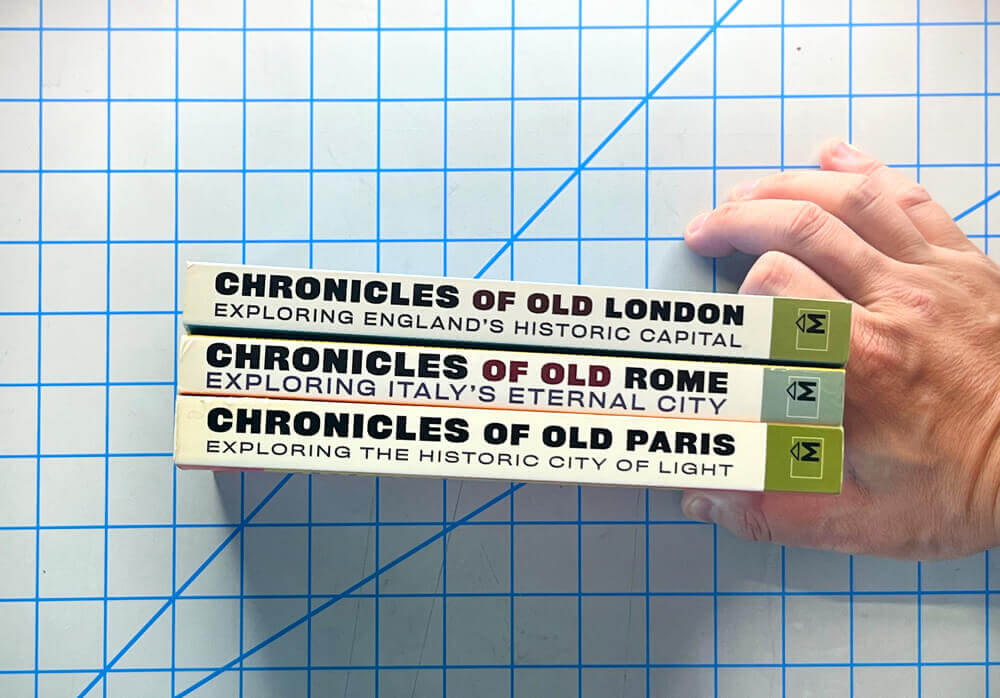 CHRONICLES OF OLD LONDON
EXPLORING ENGLAND'S HISTORIC CAPITAL
M
CHRONICLES OF OLD ROME
EXPLORING ITALY'S ETERNAL CITY
M
CHRONICLES OF OLD PARIS
EXPLORING THE HISTORIC CITY OF LIGHT
M